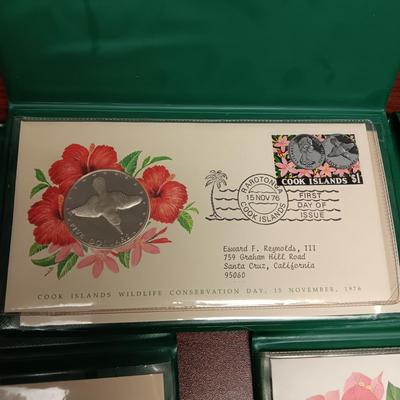 RAROTONGA
15 NOV 76
COOK ISLANDS
FIRST
DAY OF
ISSUE
COOK ISLANDS $1
Edward F. Reynolds, III
759 Graham Hill Road
Santa Cruz, California
95060
COOK ISLANDS WILDLIFE CONSERVATION DAY, 15 NOVEMBER, 1976